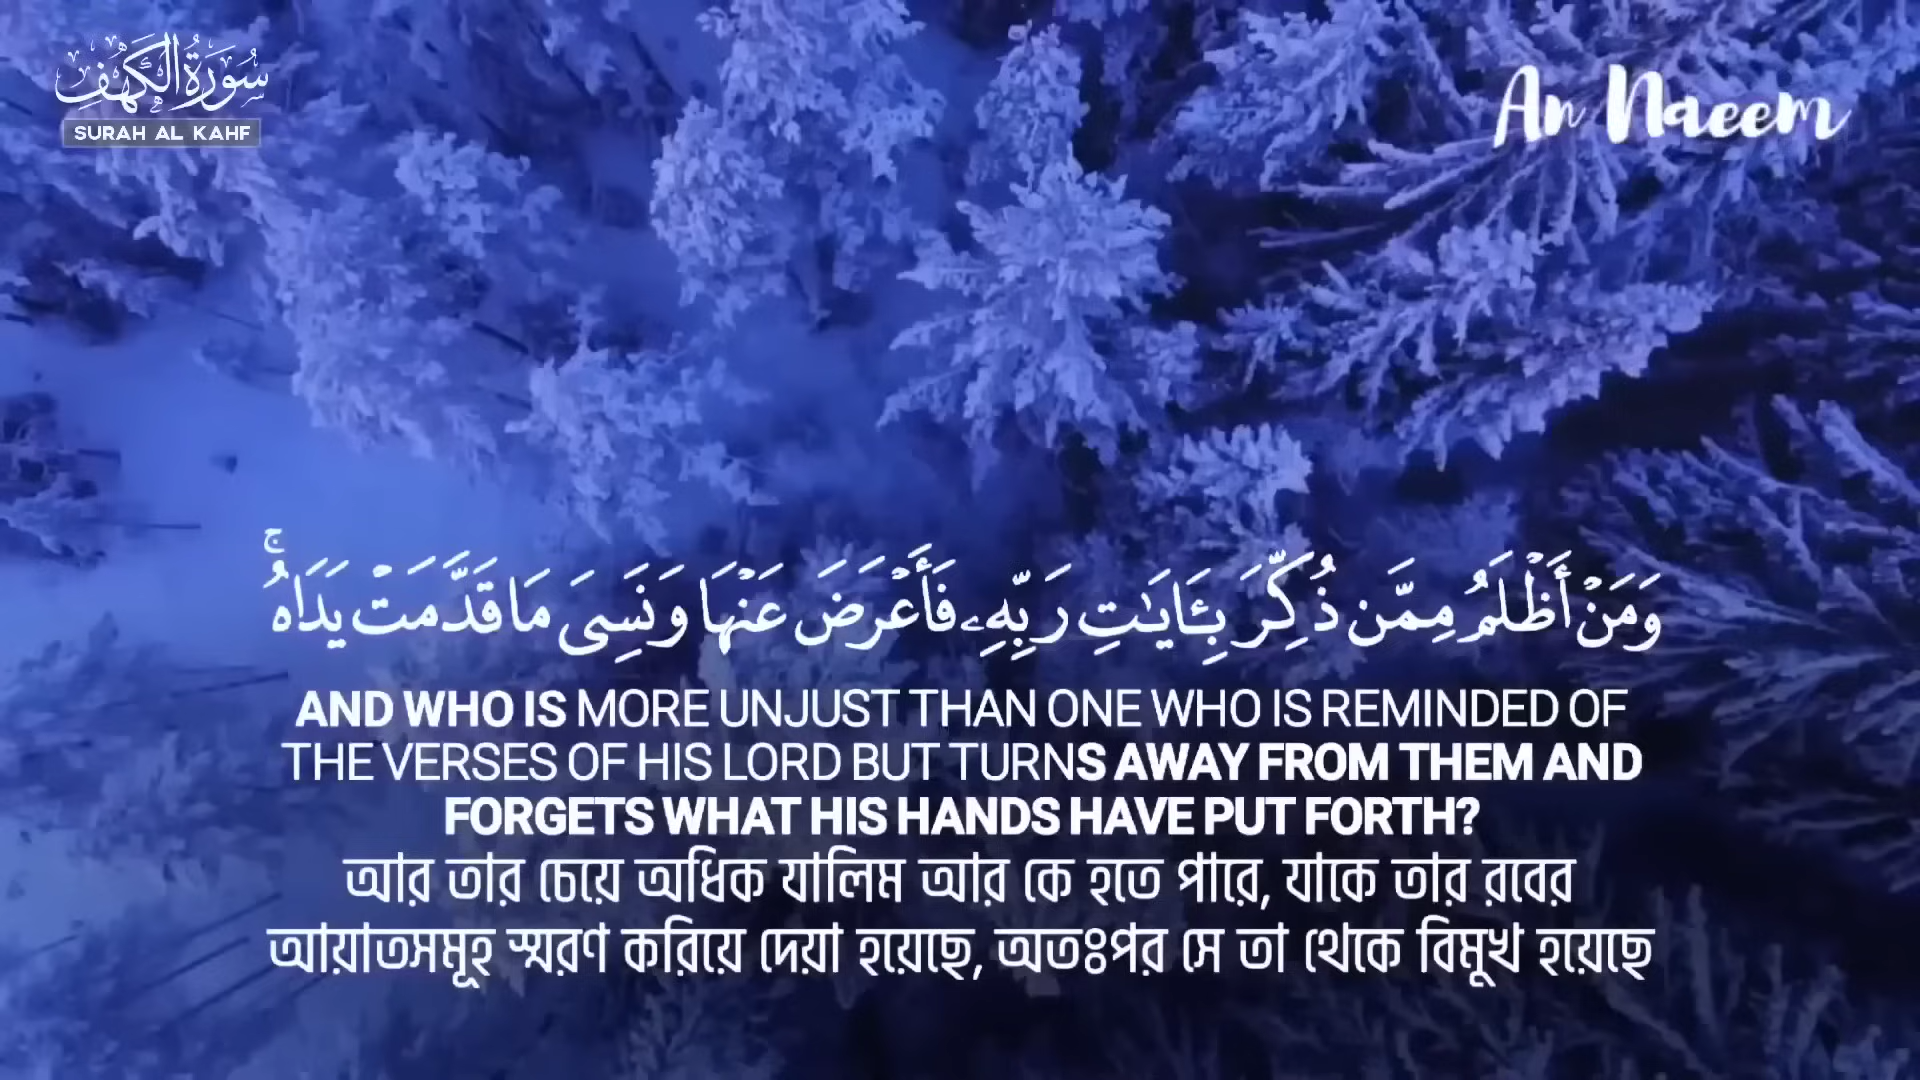 سُورَةُ الكَهْفِ
SURAH AL KAHF
An Naeem
وَمَنْ أَظْلَمُ مِمَّن ذُكِّرَ بِـَٔايَـٰتِ رَبِّهِۦ فَأَعْرَضَ عَنْهَا وَنَسِىَ مَا قَدَّمَتْ يَدَاهُ ۚ
AND WHO IS MORE UNJUST THAN ONE WHO IS REMINDED OF
THE VERSES OF HIS LORD BUT TURNS AWAY FROM THEM AND
FORGETS WHAT HIS HANDS HAVE PUT FORTH?
আর তার চেয়ে অধিক যালিম আর কে হতে পারে, যাকে তার রবের
আয়াতসমূহ স্মরণ করিয়ে দেয়া হয়েছে, অতঃপর সে তা থেকে বিমুখ হয়েছে